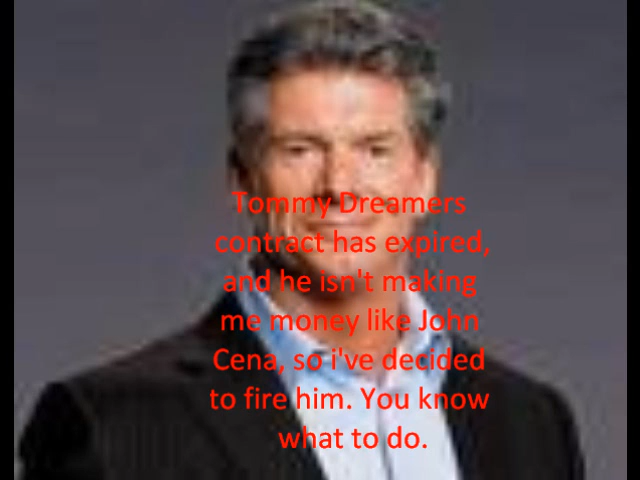 Tommy Dreamers
contract has expired,
and he isn't making
me money like John
Cena, so i've decided
to fire him. You know
what to do.